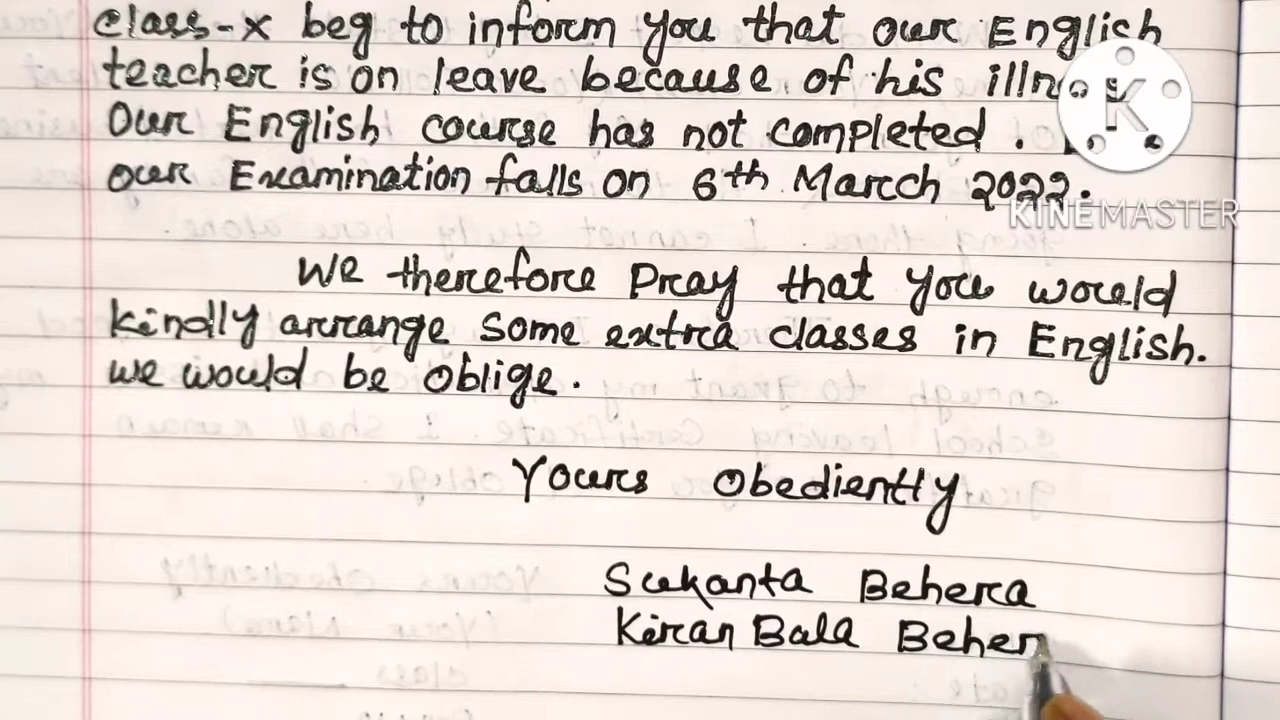 class-x beg to inform you that our English
teacher is on leave because of his
Our English course has not completed.
our Examination falls on 6th March 2022.
KINEMASTER
We therefore Pray that you would
kindly arrange some extra classes in English.
we would be oblige.
Yours Obediently
Sukanta Behera
Kiran Bala Beher